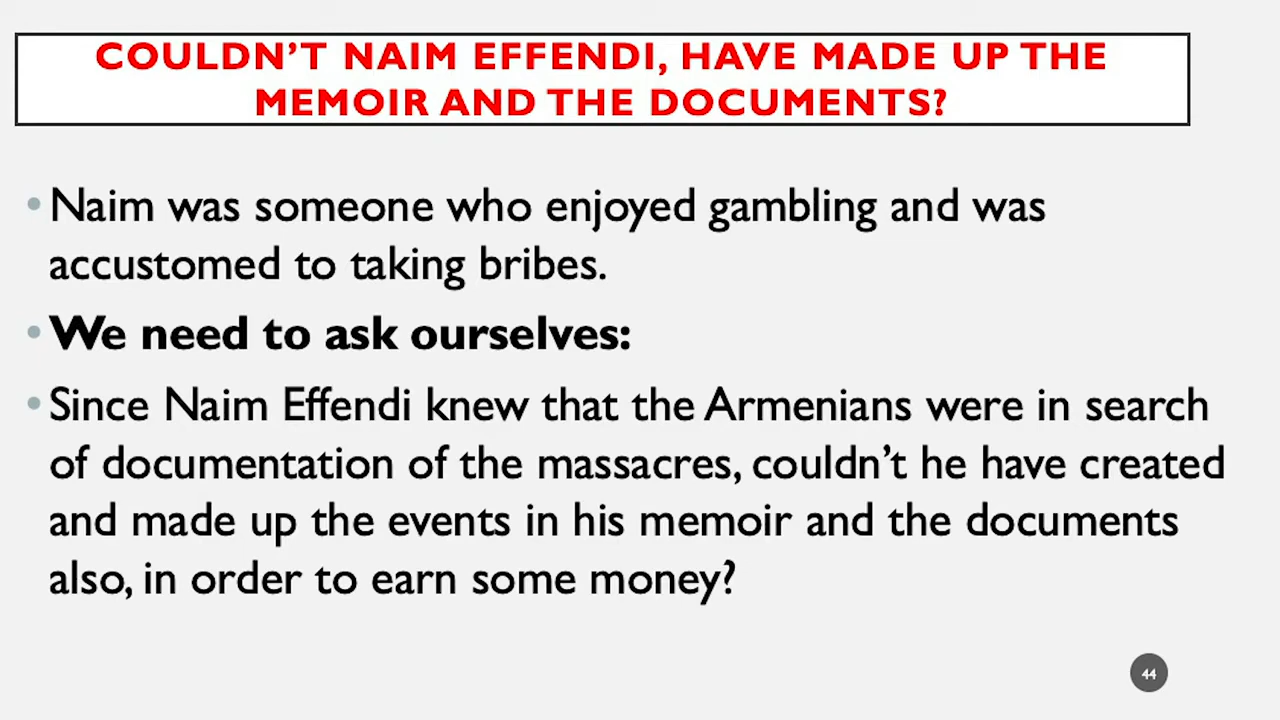 COULDN'T NAIM EFFENDI, HAVE MADE UP THE
MEMOIR AND THE DOCUMENTS?
• Naim was someone who enjoyed gambling and was
accustomed to taking bribes.
• We need to ask ourselves:
• Since Naim Effendi knew that the Armenians were in search
of documentation of the massacres, couldn't he have created
and made up the events in his memoir and the documents
also, in order to earn some money?
44